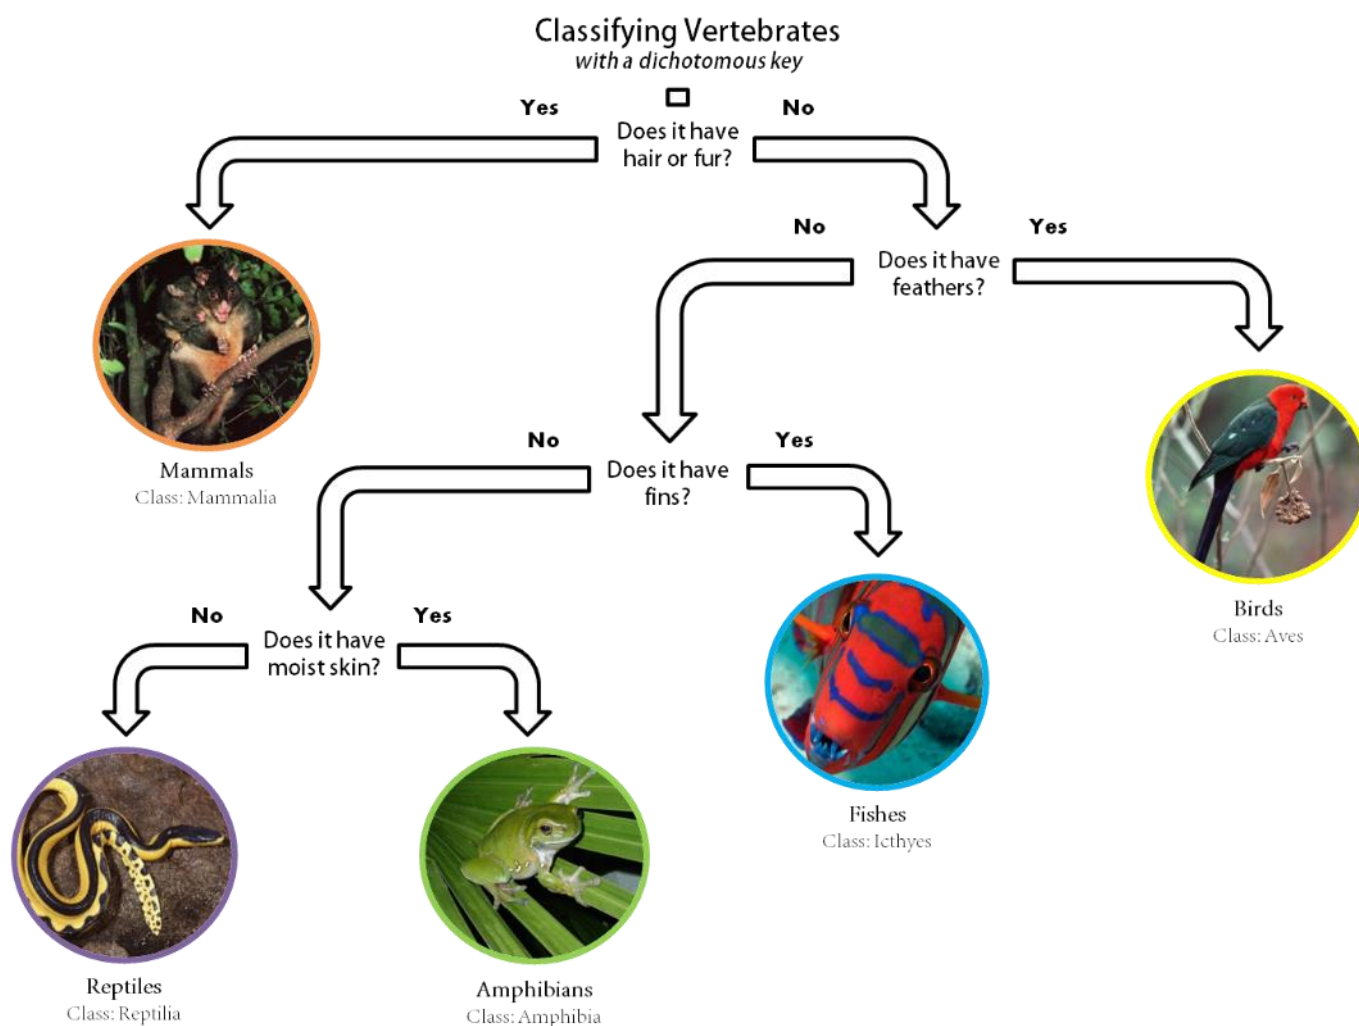 Classifying Vertebrates
with a dichotomous key
Yes
No
Does it have
hair or fur?
No
Yes
Does it have
feathers?
Mammals
Class: Mammalia
No
Yes
Does it have
fins?
Birds
Class: Aves
No
Yes
Does it have
moist skin?
Fishes
Class: Icthyes
Reptiles
Class: Reptilia
Amphibians
Class: Amphibia